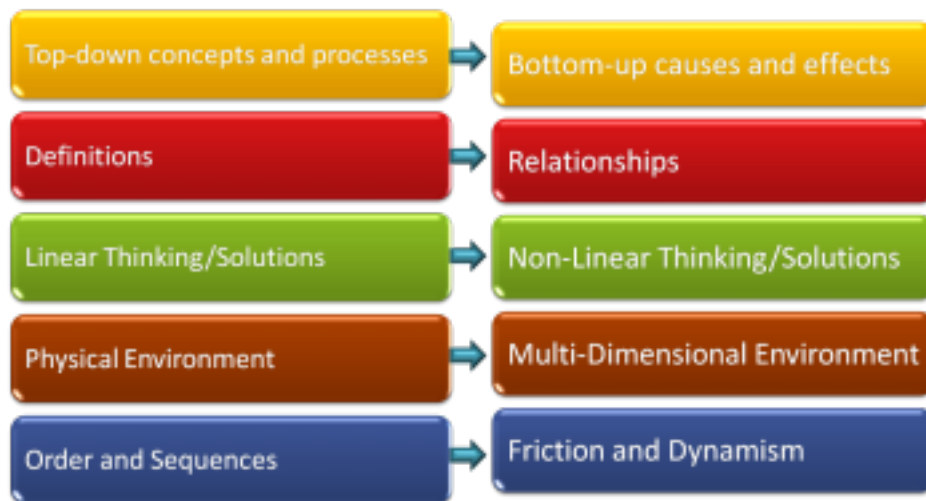 Top-down concepts and processes
Bottom-up causes and effects
Definitions
Relationships
Linear Thinking/Solutions
Non-Linear Thinking/Solutions
Physical Environment
Multi-Dimensional Environment
Order and Sequences
Friction and Dynamism